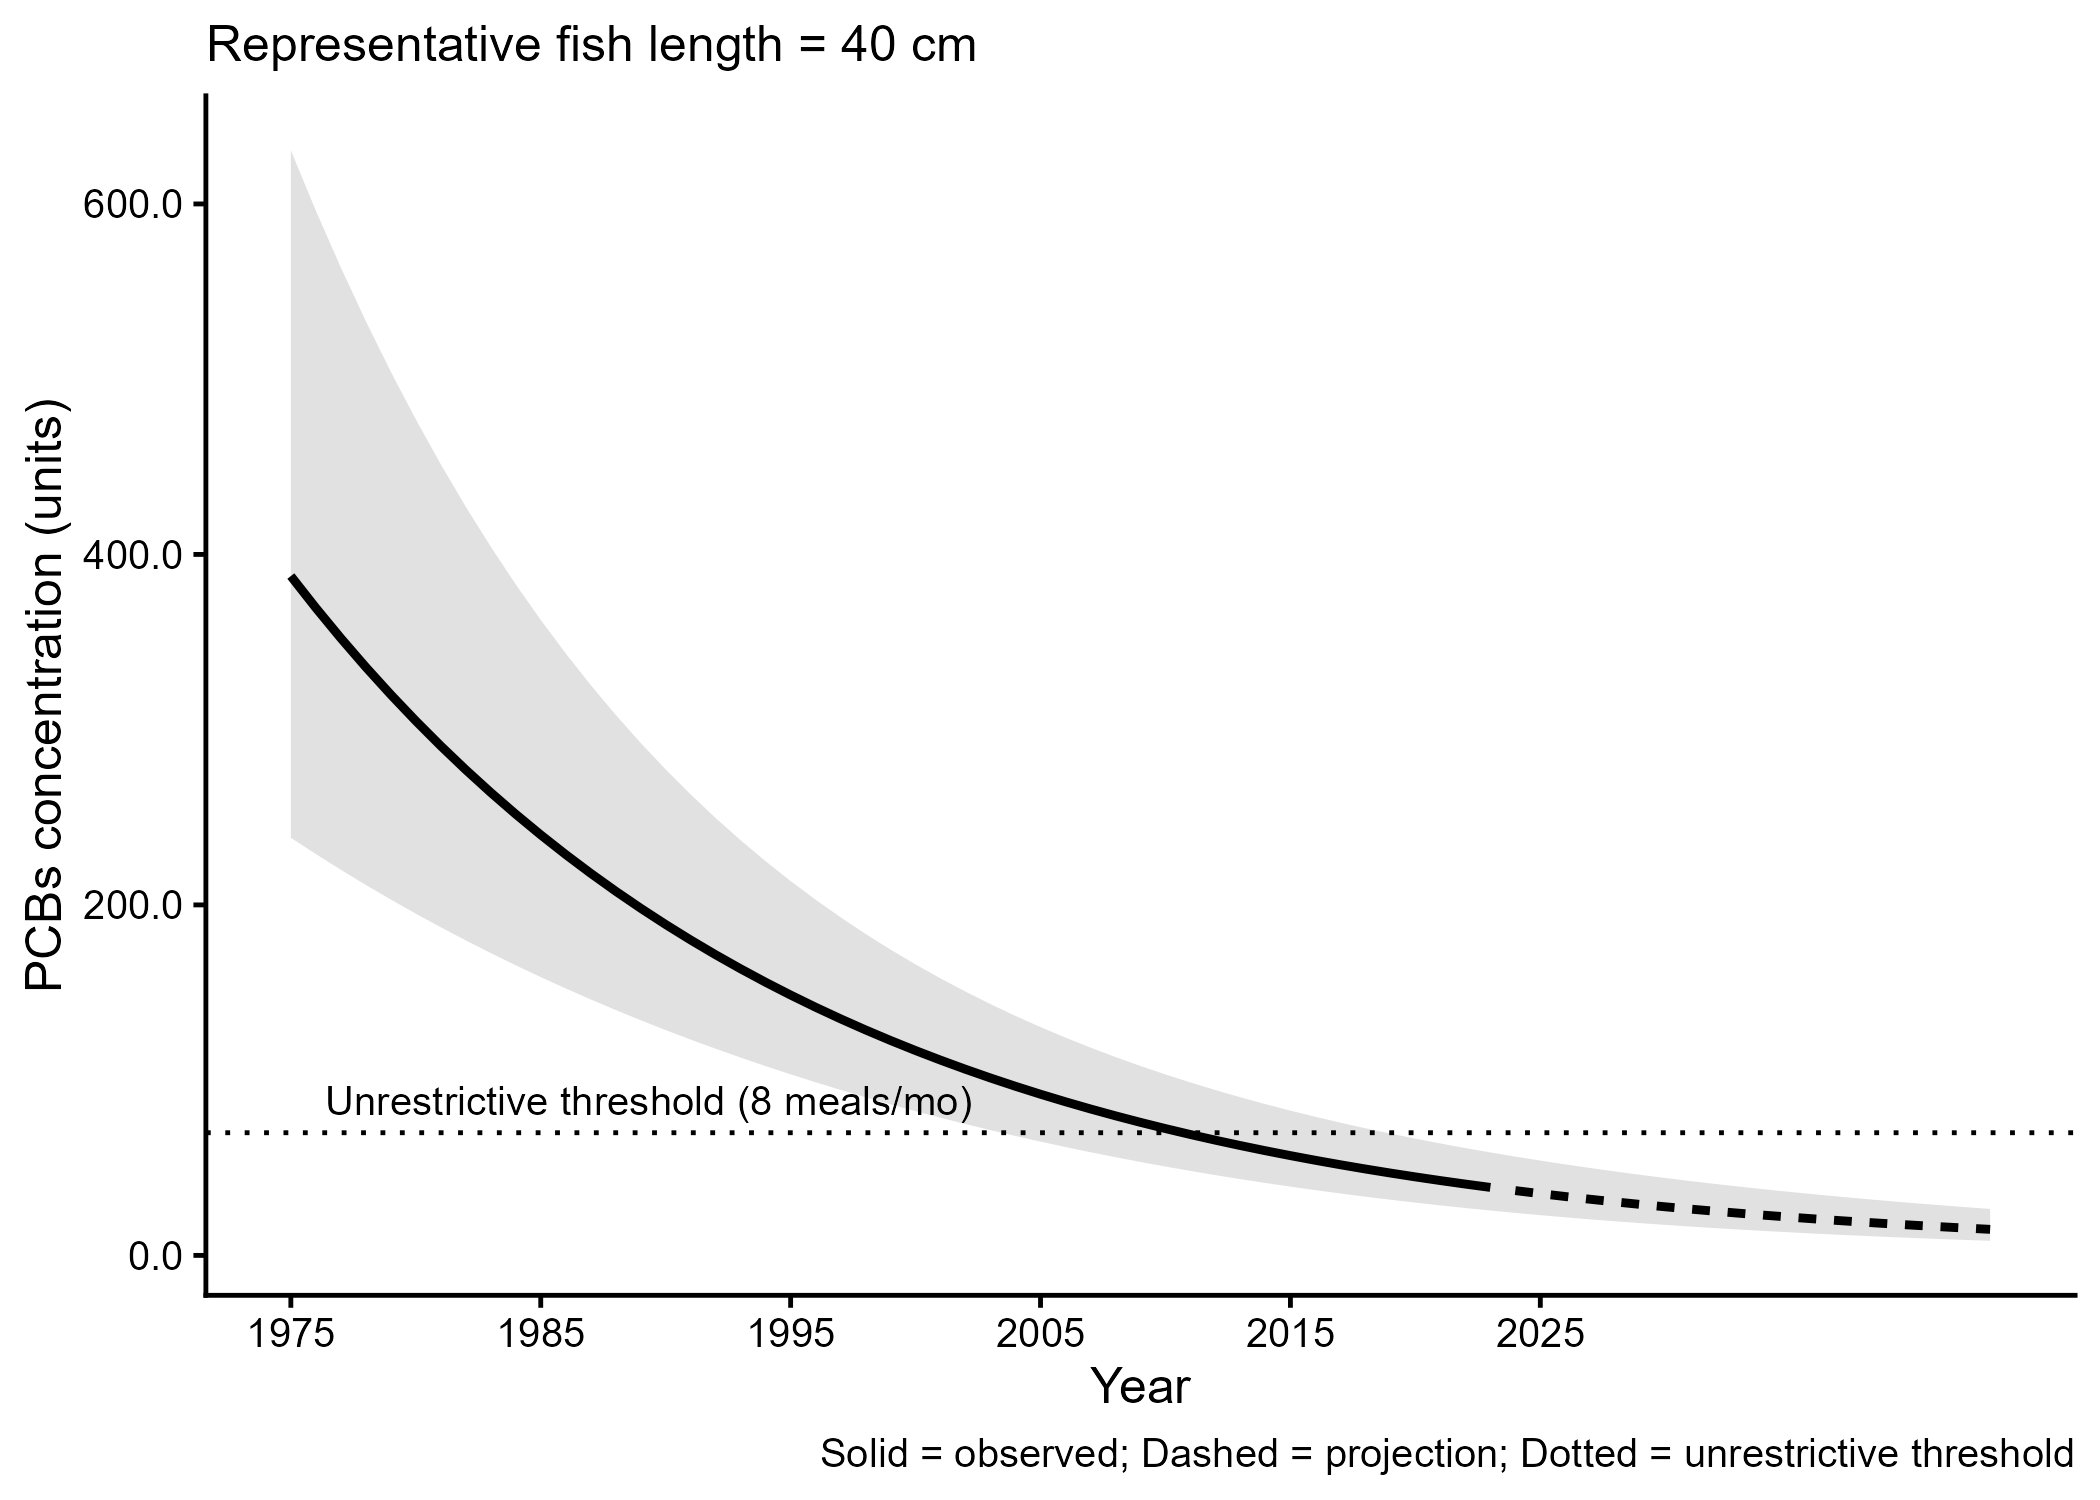 Representative fish length = 40 cm
PCBs concentration (units)
600.0
400.0
200.0
0.0
Unrestrictive threshold (8 meals/mo)
1975 1985 1995 2005 2015 2025
Year
Solid = observed; Dashed = projection; Dotted = unrestrictive threshold